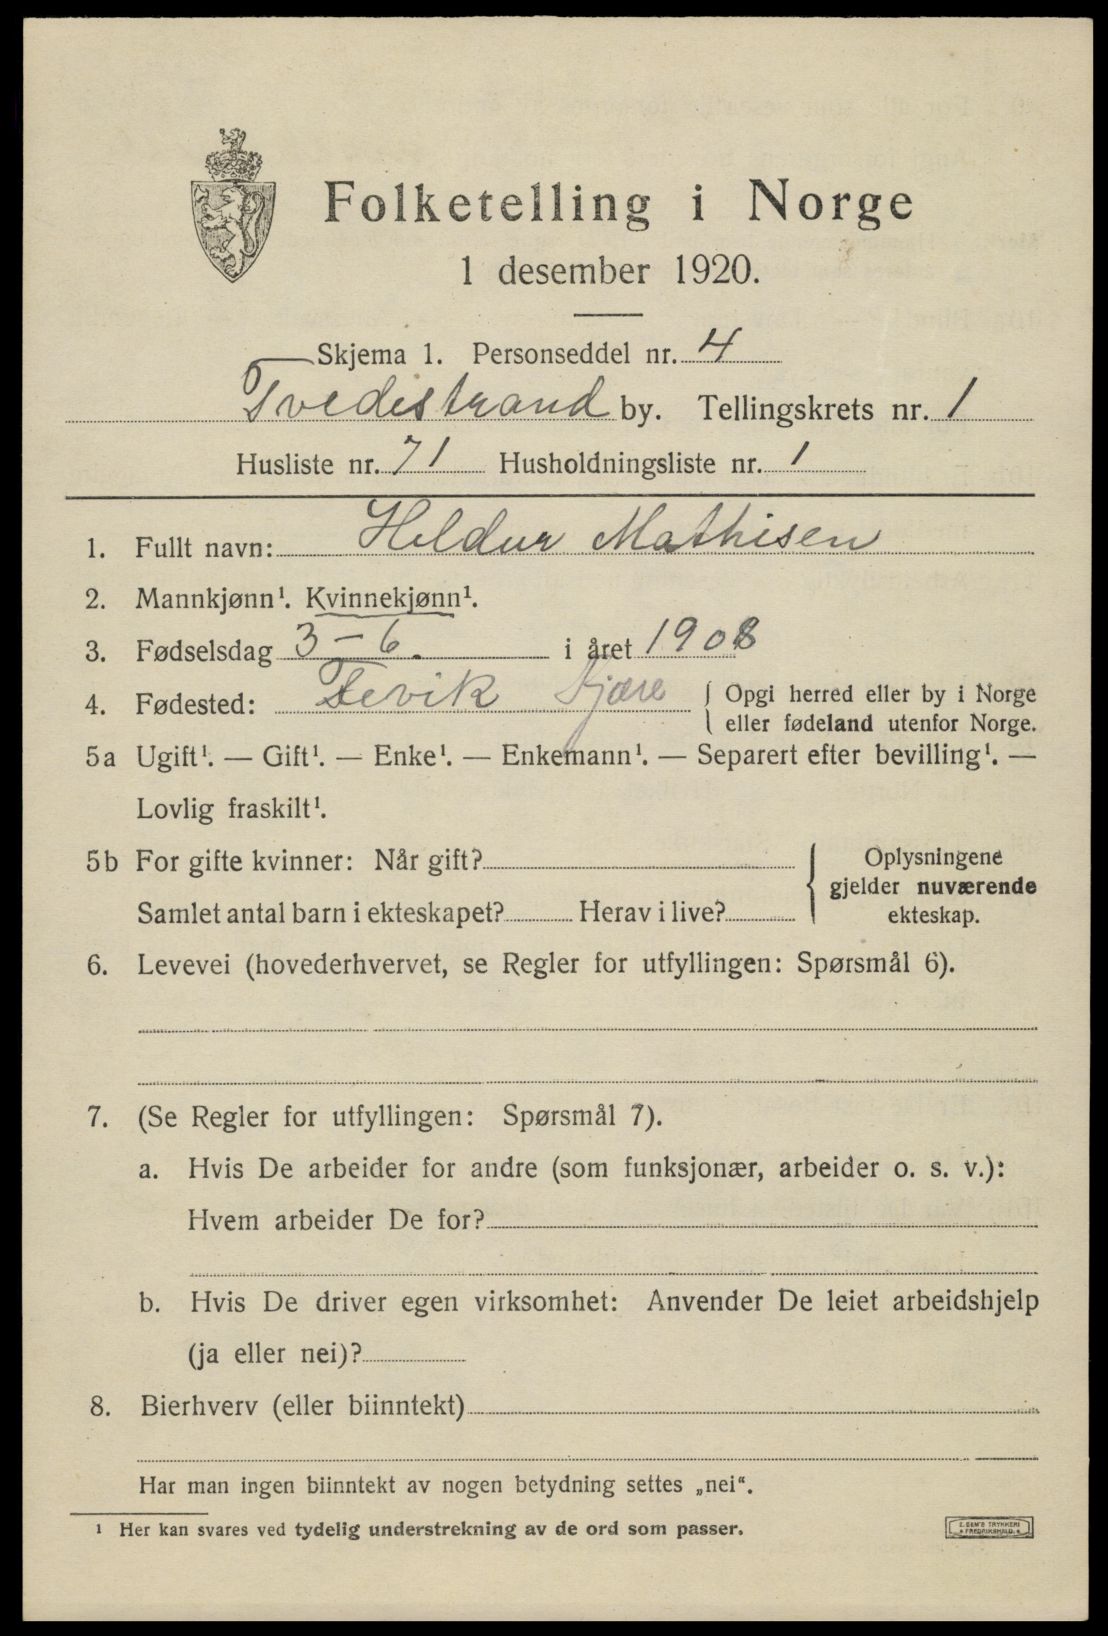 Folketelling i Norge
1 desember 1920.
Skjema 1. Personseddel nr. 4
Tvedestrand by. Tellingskrets nr. 1
Husliste nr. 71 Husholdningsliste nr. 1
1. Fullt navn: Heldur Mathisen
2. Mannkjønn¹. Kvinnekjønn¹.
3. Fødselsdag 3-6. i året 1908
4. Fødested: Fevik Fjære { Opgi herred eller by i Norge
eller fødeland utenfor Norge.
5a Ugift¹. — Gift¹. — Enke¹. — Enkemann¹. — Separert efter bevilling¹. —
Lovlig fraskilt¹.
5b For gifte kvinner: Når gift? { Oplysningene
gjelder nuværende
Samlet antal barn i ekteskapet? Herav i live? ekteskap.
6. Levevei (hovederhvervet, se Regler for utfyllingen: Spørsmål 6).
7. (Se Regler for utfyllingen: Spørsmål 7).
a. Hvis De arbeider for andre (som funksjonær, arbeider o. s. v.):
Hvem arbeider De for?
b. Hvis De driver egen virksomhet: Anvender De leiet arbeidshjelp
(ja eller nei)?
8. Bierhverv (eller biinntekt)
Har man ingen biinntekt av nogen betydning settes „nei“.
¹ Her kan svares ved tydelig understrekning av de ord som passer.
TRYKKERI
FREDRIKSHALD.